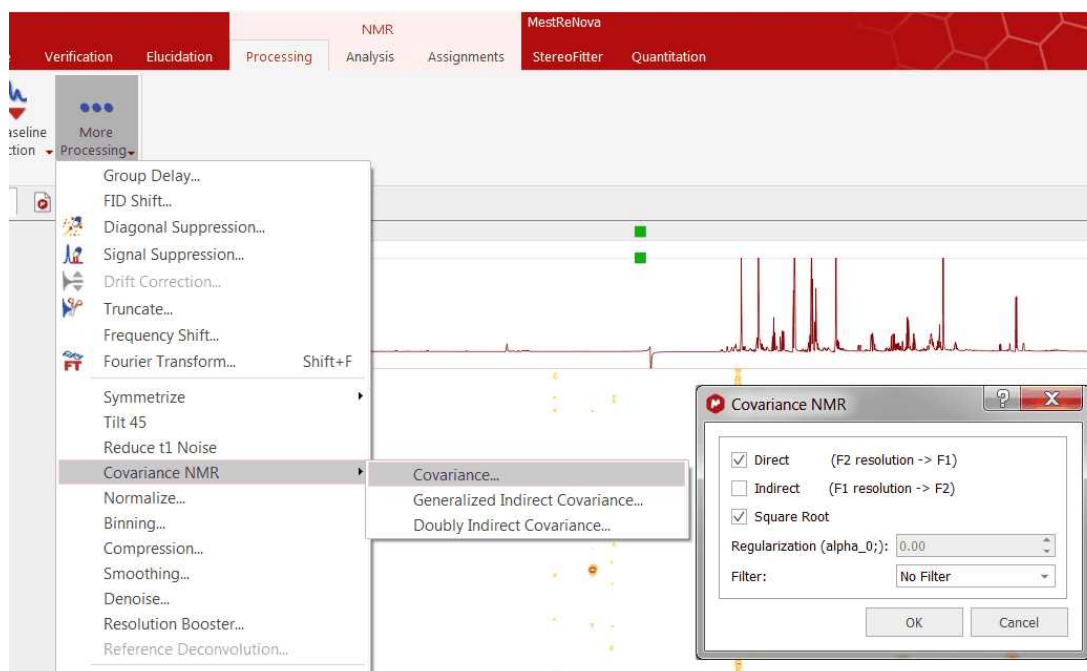 NMR
MestReNova
Verification Elucidation Processing Analysis Assignments StereoFitter Quantitation
More
Processing
Group Delay...
FID Shift...
Diagonal Suppression...
Signal Suppression...
Drift Correction...
Truncate...
Frequency Shift...
FT Fourier Transform... Shift+F
Symmetrize
Tilt 45
Reduce t1 Noise
Covariance NMR
Normalize...
Binning...
Compression...
Smoothing...
Denoise...
Resolution Booster...
Reference Deconvolution...
Covariance...
Generalized Indirect Covariance...
Doubly Indirect Covariance...
Covariance NMR
Direct (F2 resolution -> F1)
Indirect (F1 resolution -> F2)
Square Root
Regularization (alpha_0;): 0.00
Filter: No Filter
OK Cancel